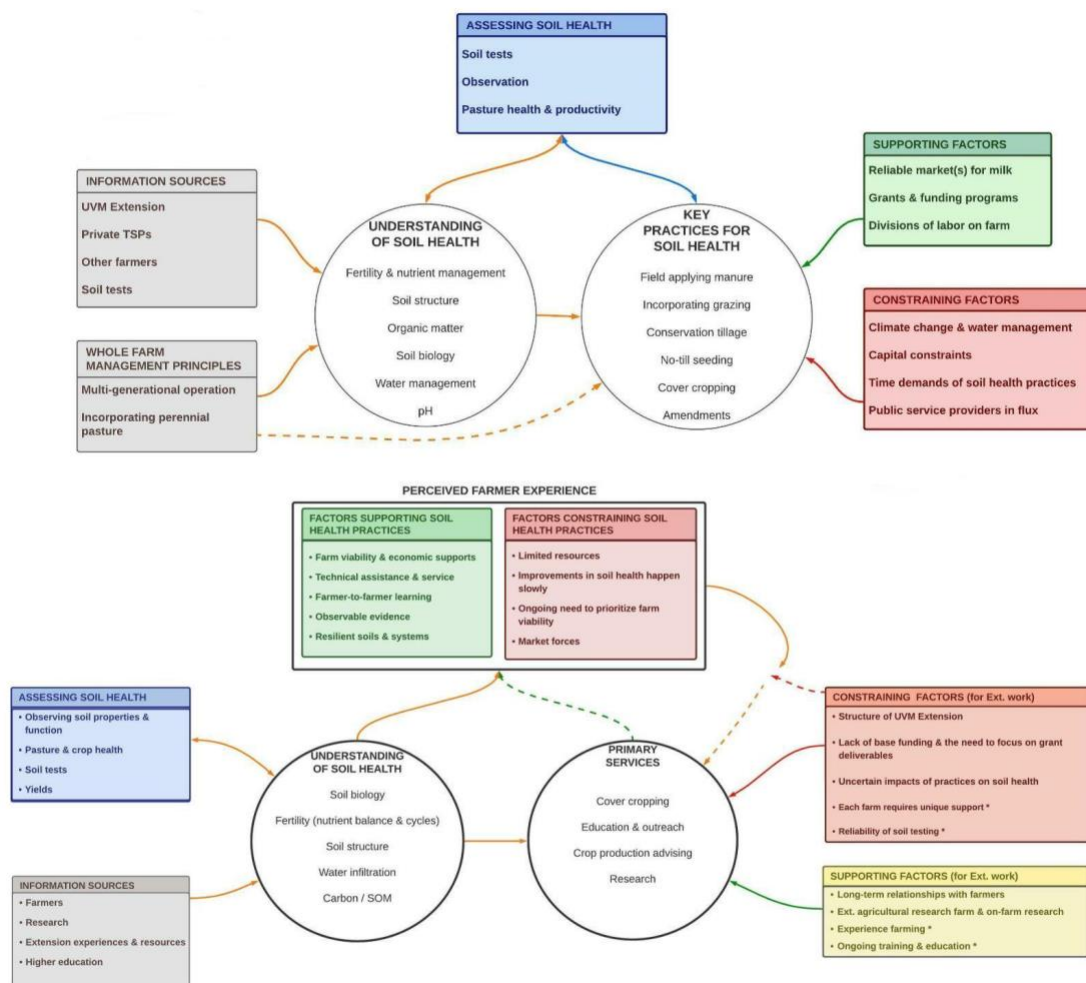 ASSESSING SOIL HEALTH
Soil tests
Observation
Pasture health & productivity
INFORMATION SOURCES
UVM Extension
Private TSPs
Other farmers
Soil tests
WHOLE FARM
MANAGEMENT PRINCIPLES
Multi-generational operation
Incorporating perennial
pasture
UNDERSTANDING
OF SOIL HEALTH
Fertility & nutrient management
Soil structure
Organic matter
Soil biology
Water management
pH
KEY
PRACTICES FOR
SOIL HEALTH
Field applying manure
Incorporating grazing
Conservation tillage
No-till seeding
Cover cropping
Amendments
SUPPORTING FACTORS
Reliable market(s) for milk
Grants & funding programs
Divisions of labor on farm
CONSTRAINING FACTORS
Climate change & water management
Capital constraints
Time demands of soil health practices
Public service providers in flux
PERCEIVED FARMER EXPERIENCE
FACTORS SUPPORTING SOIL
HEALTH PRACTICES
• Farm viability & economic supports
• Technical assistance & service
• Farmer-to-farmer learning
• Observable evidence
• Resilient soils & systems
FACTORS CONSTRAINING SOIL
HEALTH PRACTICES
• Limited resources
• Improvements in soil health happen
slowly
• Ongoing need to prioritize farm
viability
• Market forces
ASSESSING SOIL HEALTH
• Observing soil properties &
function
• Pasture & crop health
• Soil tests
• Yields
INFORMATION SOURCES
• Farmers
• Research
• Extension experiences & resources
• Higher education
UNDERSTANDING
OF SOIL HEALTH
Soil biology
Fertility (nutrient balance & cycles)
Soil structure
Water infiltration
Carbon / SOM
PRIMARY
SERVICES
Cover cropping
Education & outreach
Crop production advising
Research
CONSTRAINING FACTORS (for Ext. work)
• Structure of UVM Extension
• Lack of base funding & the need to focus on grant
deliverables
• Uncertain impacts of practices on soil health
• Each farm requires unique support *
• Reliability of soil testing *
SUPPORTING FACTORS (for Ext. work)
• Long-term relationships with farmers
• Ext. agricultural research farm & on-farm research
• Experience farming *
• Ongoing training & education *